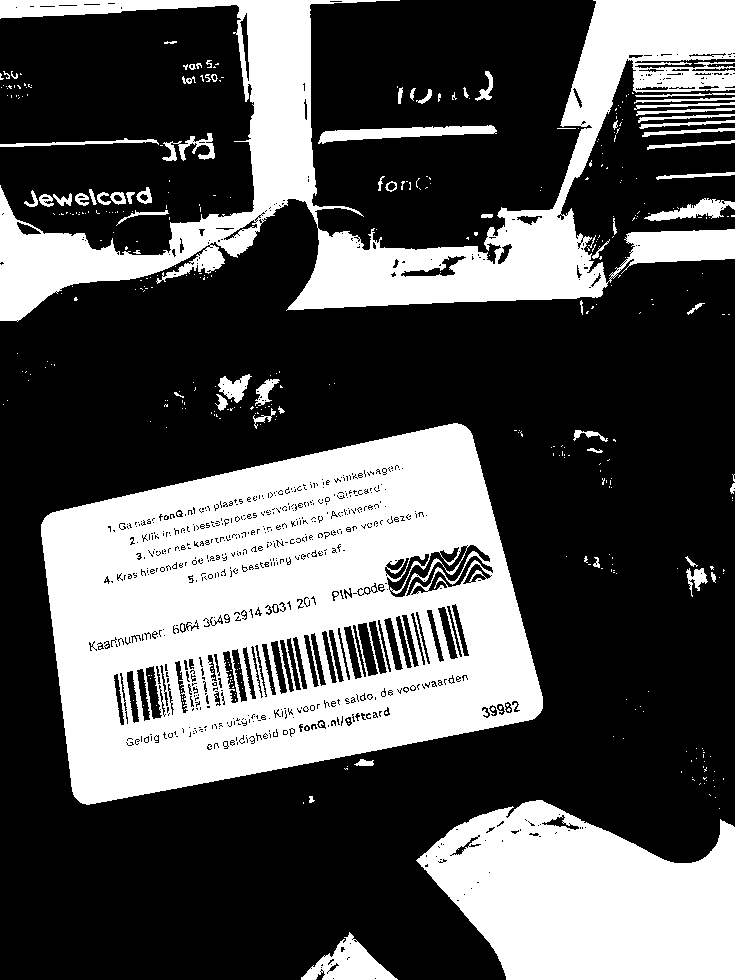 van 5,-
tot 150,-
ard
Jewelcard
fonQ
fonQ
1. Ga naar fonQ.nl en plaats een product in je winkelwagen.
2. Klik in het bestelproces vervolgens op 'Giftcard'.
3. Voer het kaartnummer in en klik op 'Activeren'.
4. Kras hieronder de laag van de PIN-code open en voer deze in.
5. Rond je bestelling verder af.
Kaartnummer: 6064 3649 2914 3031 201 PIN-code:
Geldig tot 1 jaar na uitgifte. Kijk voor het saldo, de voorwaarden
en geldigheid op fonQ.nl/giftcard
39982